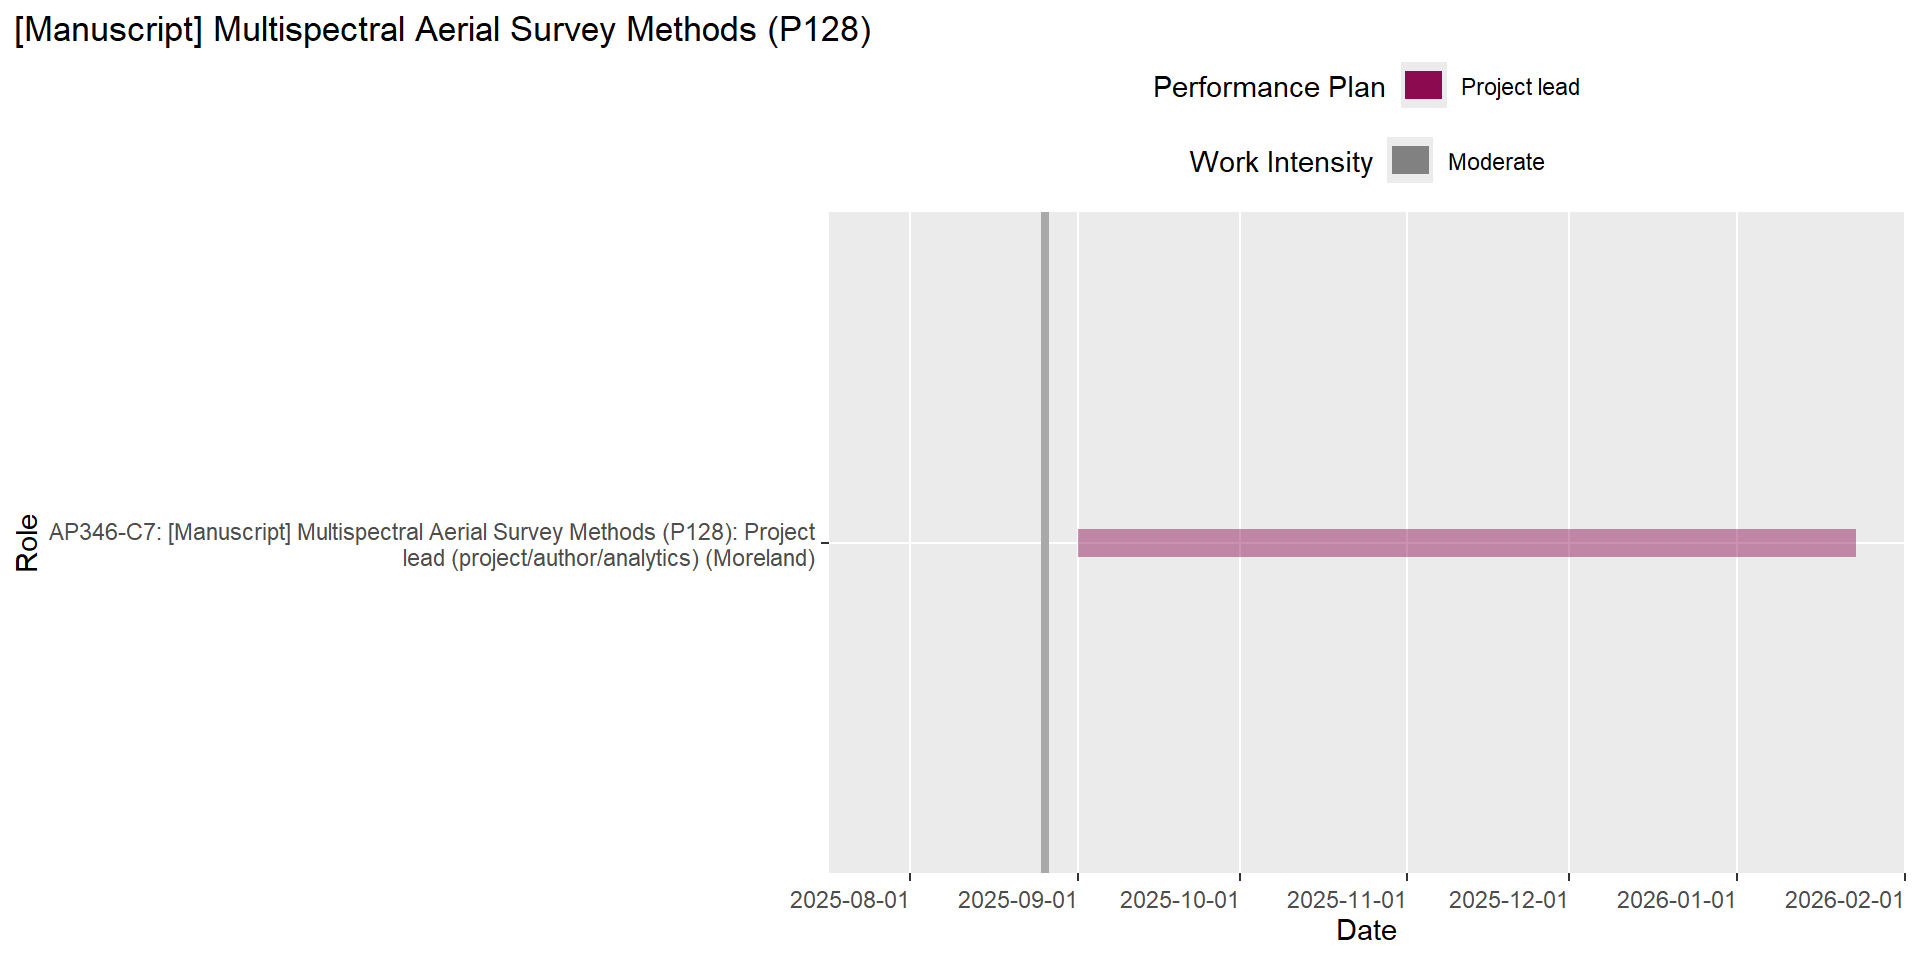 [Manuscript] Multispectral Aerial Survey Methods (P128)
Performance Plan Project lead
Work Intensity Moderate
Role
AP346-C7: [Manuscript] Multispectral Aerial Survey Methods (P128): Project
lead (project/author/analytics) (Moreland)
2025-08-01 2025-09-01 2025-10-01 2025-11-01 2025-12-01 2026-01-01 2026-02-01
Date